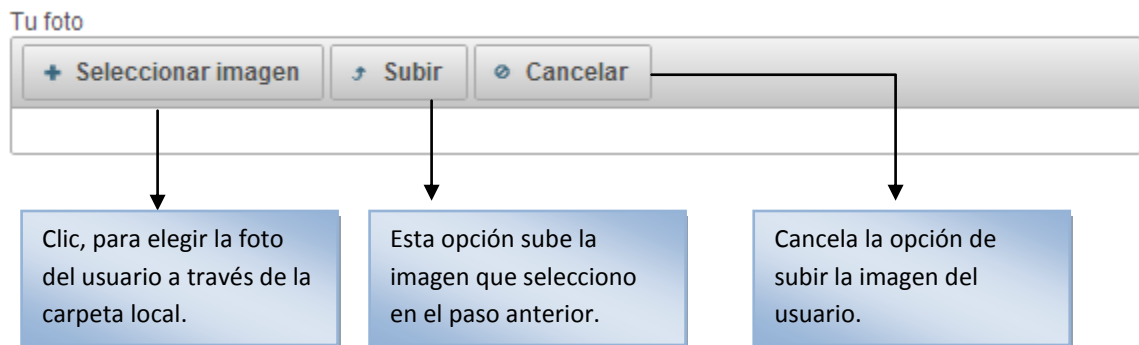 Tu foto
Seleccionar imagen
Subir
Cancelar
Clic, para elegir la foto
del usuario a través de la
carpeta local.
Esta opción sube la
imagen que selecciono
en el paso anterior.
Cancela la opción de
subir la imagen del
usuario.